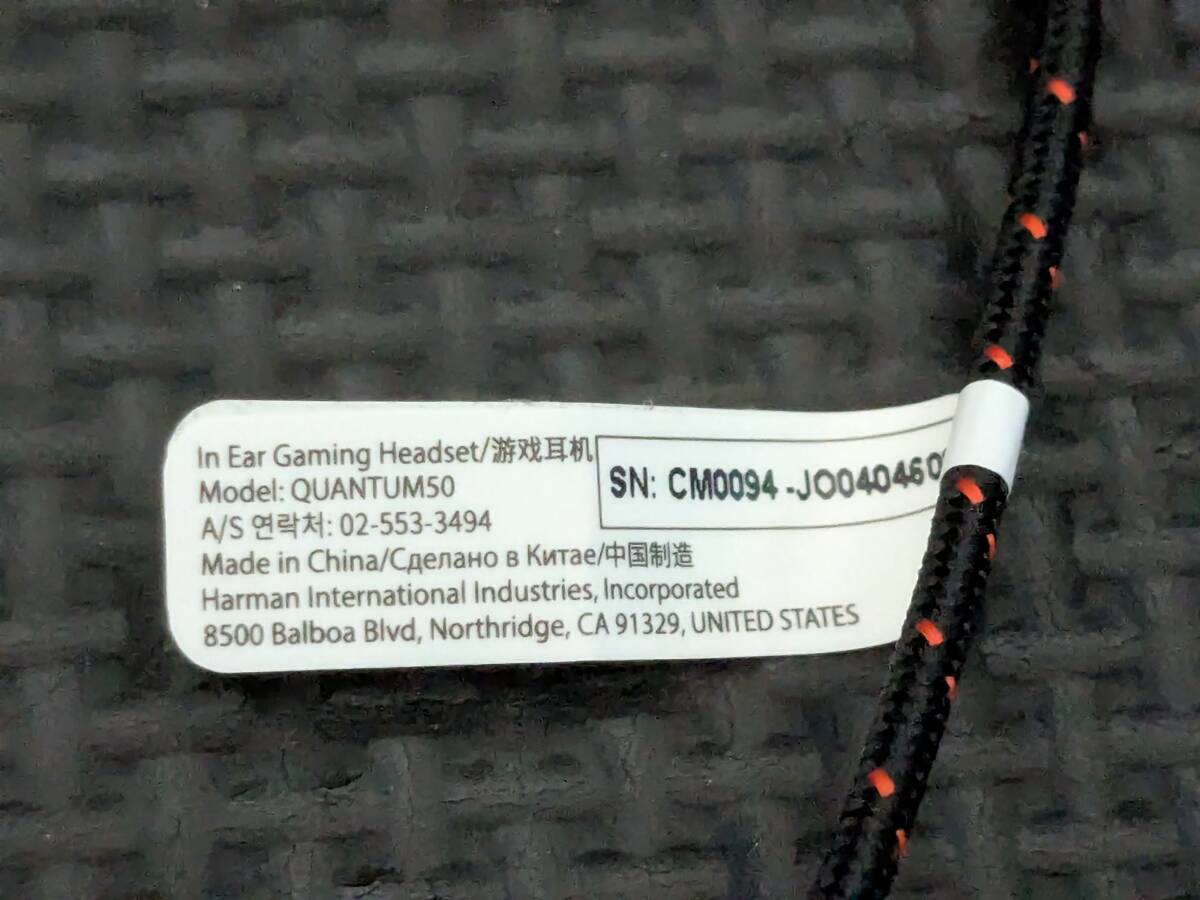 In Ear Gaming Headset/游戏耳机
Model: QUANTUM50
A/S 연락처: 02-553-3494
Made in China/Сделано в Китае/中国制造
Harman International Industries, Incorporated
8500 Balboa Blvd, Northridge, CA 91329, UNITED STATES
SN: CM0094-JO040460